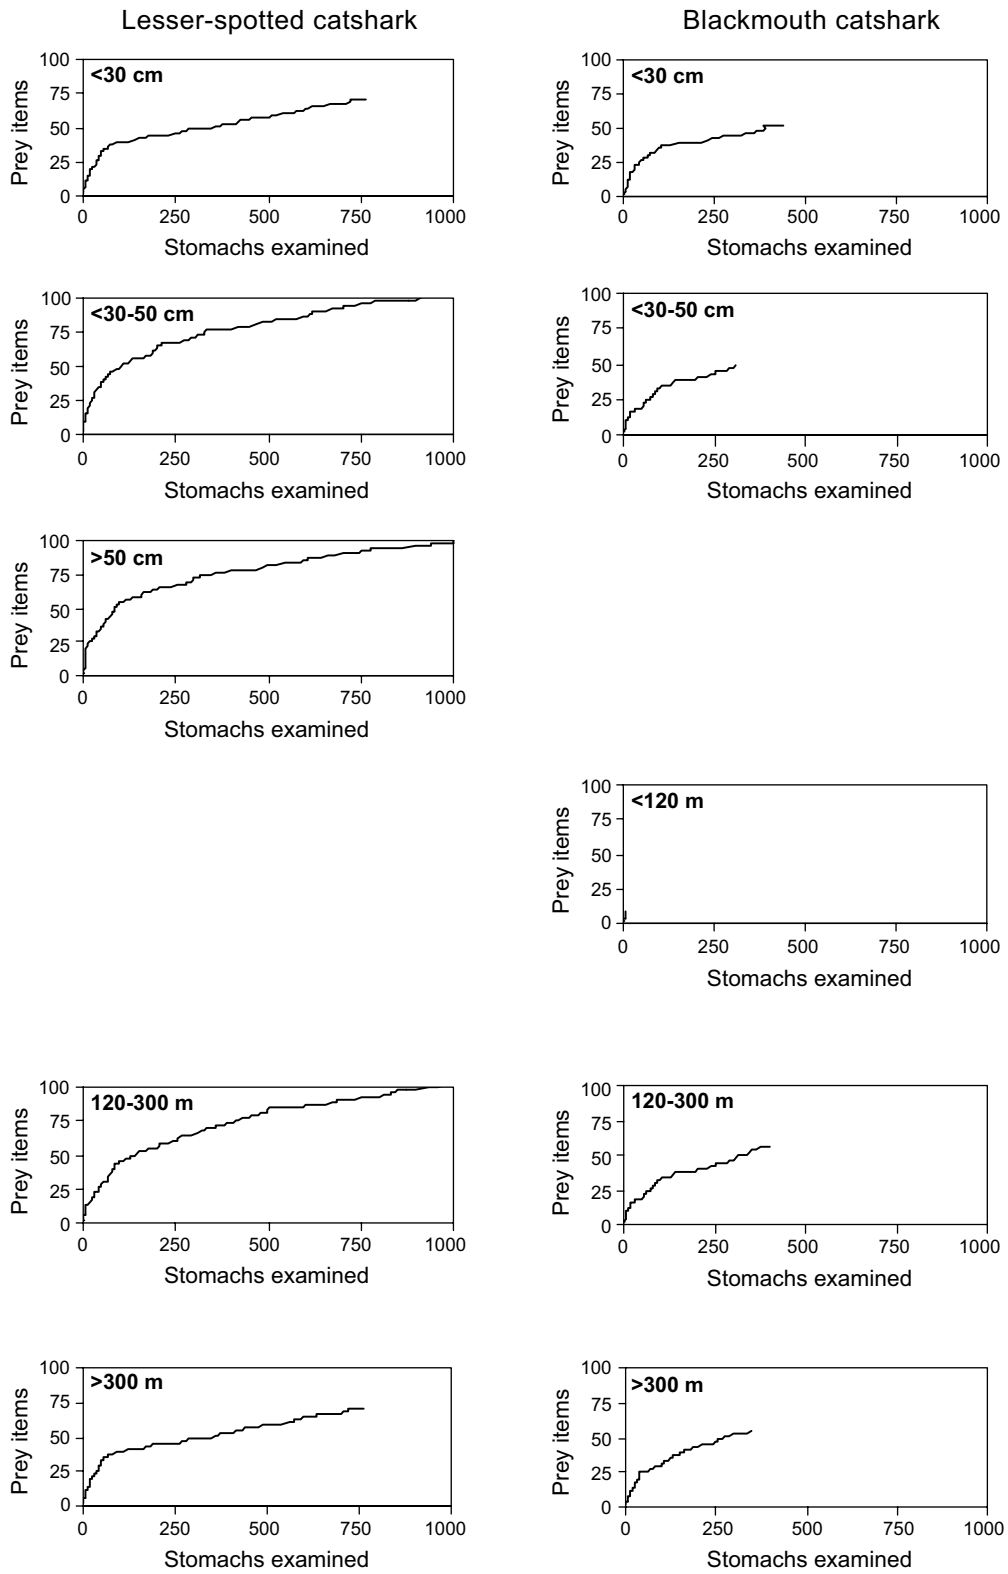 Lesser-spotted catshark
Blackmouth catshark
<30 cm
Prey items
100
75
50
25
0
0 250 500 750 1000
Stomachs examined
<30 cm
Prey items
100
75
50
25
0
0 250 500 750 1000
Stomachs examined
<30-50 cm
Prey items
100
75
50
25
0
0 250 500 750 1000
Stomachs examined
<30-50 cm
Prey items
100
75
50
25
0
0 250 500 750 1000
Stomachs examined
>50 cm
Prey items
100
75
50
25
0
0 250 500 750 1000
Stomachs examined
<120 m
Prey items
100
75
50
25
0
0 250 500 750 1000
Stomachs examined
120-300 m
Prey items
100
75
50
25
0
0 250 500 750 1000
Stomachs examined
120-300 m
Prey items
100
75
50
25
0
0 250 500 750 1000
Stomachs examined
>300 m
Prey items
100
75
50
25
0
0 250 500 750 1000
Stomachs examined
>300 m
Prey items
100
75
50
25
0
0 250 500 750 1000
Stomachs examined